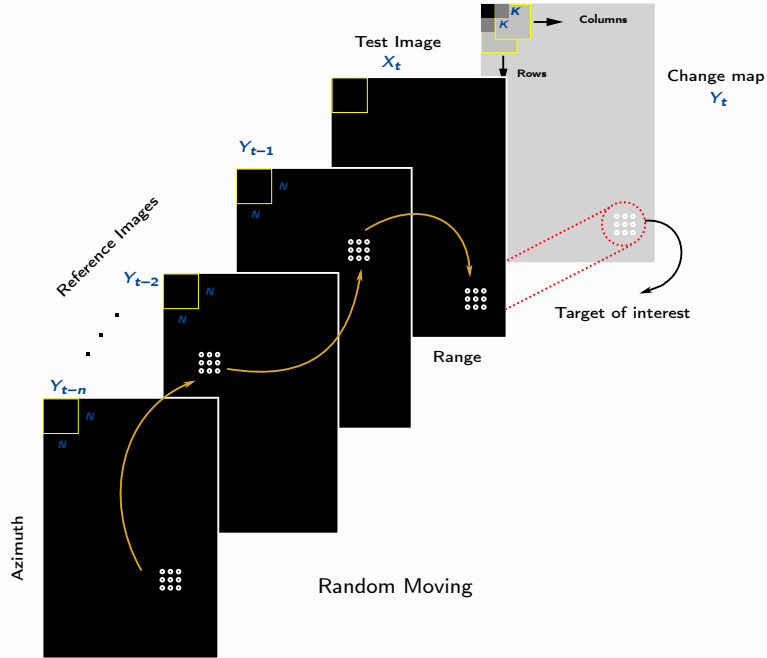 K
K
Columns
Rows
Test Image
X_t
Change map
Y_t
Y_{t−1}
N
N
Reference Images
Y_{t−2}
N
N
Target of interest
Range
Y_{t−n}
N
N
Azimuth
Random Moving